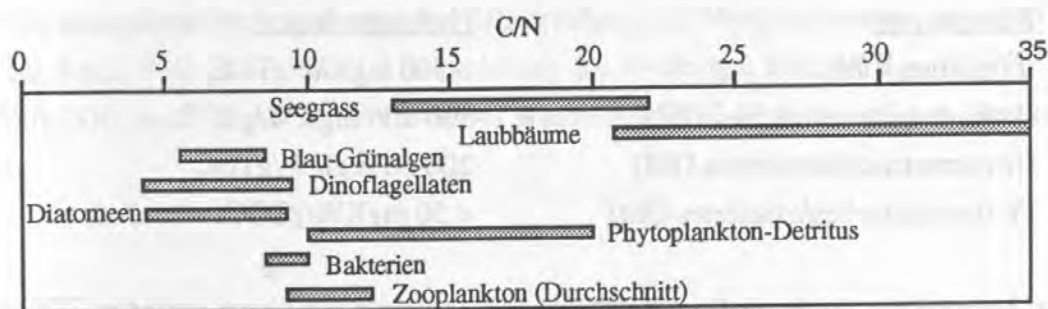 C/N
0 5 10 15 20 25 30 35
Seegrass
Laubbäume
Blau-Grünalgen
Dinoflagellaten
Diatomeen
Phytoplankton-Detritus
Bakterien
Zooplankton (Durchschnitt)